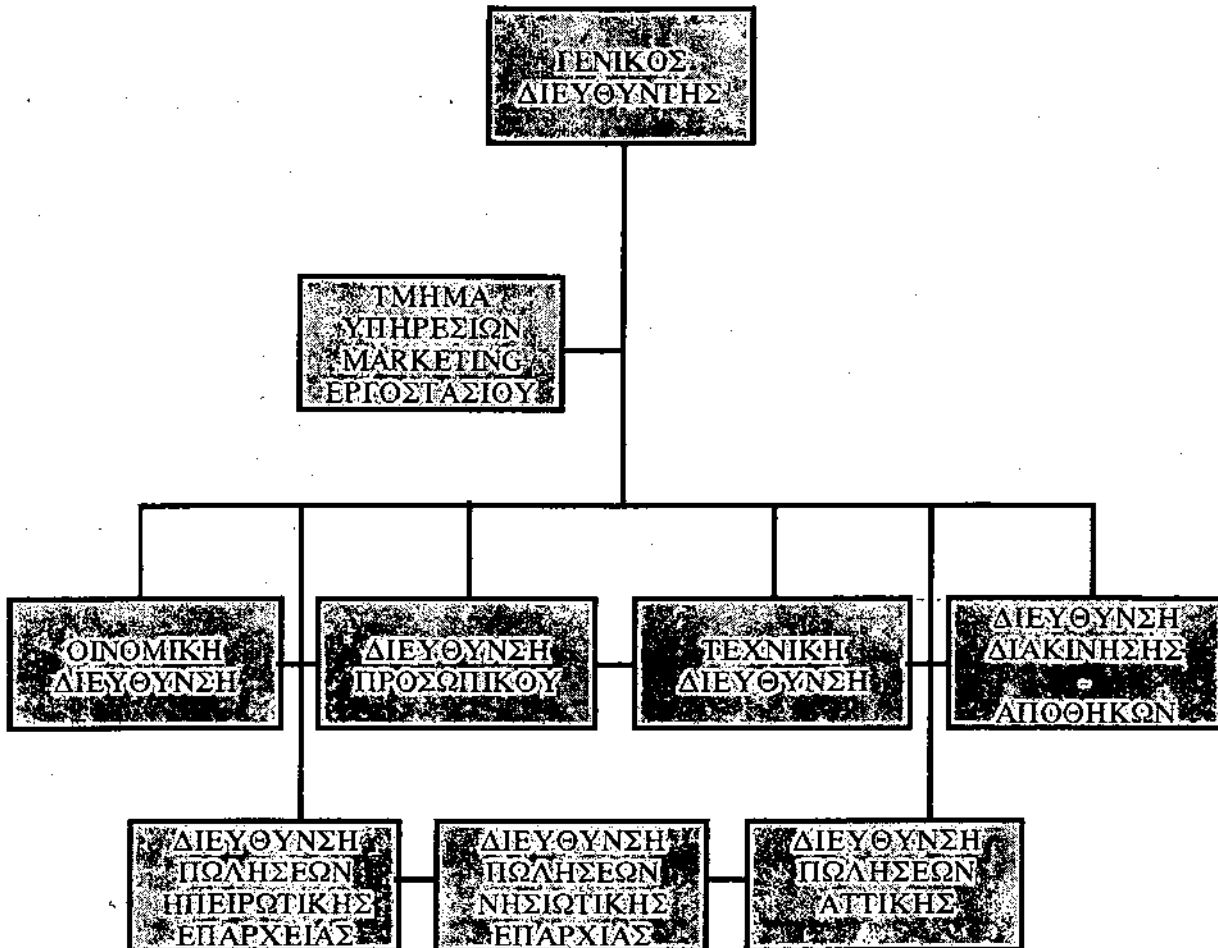 ΓΕΝΙΚΟΣ
ΔΙΕΥΘΥΝΤΗΣ
ΤΜΗΜΑ
ΥΠΗΡΕΣΙΩΝ
MARKETING
ΕΡΓΟΣΤΑΣΙΟΥ
ΟΙΝΟΜΙΚΗ
ΔΙΕΥΘΥΝΣΗ
ΔΙΕΥΘΥΝΣΗ
ΠΡΟΣΩΠΙΚΟΥ
ΤΕΧΝΙΚΗ
ΔΙΕΥΘΥΝΣΗ
ΔΙΕΥΘΥΝΣΗ
ΔΙΑΚΙΝΗΣΗΣ
~
ΑΠΟΘΗΚΩΝ
ΔΙΕΥΘΥΝΣΗ
ΠΩΛΗΣΕΩΝ
ΗΠΕΙΡΩΤΙΚΗΣ
ΕΠΑΡΧΕΙΑΣ
ΔΙΕΥΘΥΝΣΗ
ΠΩΛΗΣΕΩΝ
ΝΗΣΙΩΤΙΚΗΣ
ΕΠΑΡΧΙΑΣ
ΔΙΕΥΘΥΝΣΗ
ΠΩΛΗΣΕΩΝ
ΑΤΤΙΚΗΣ